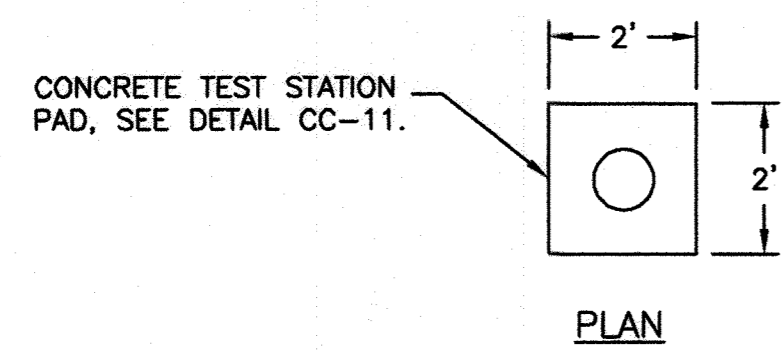 2'
CONCRETE TEST STATION
PAD, SEE DETAIL CC-11.
2'
PLAN